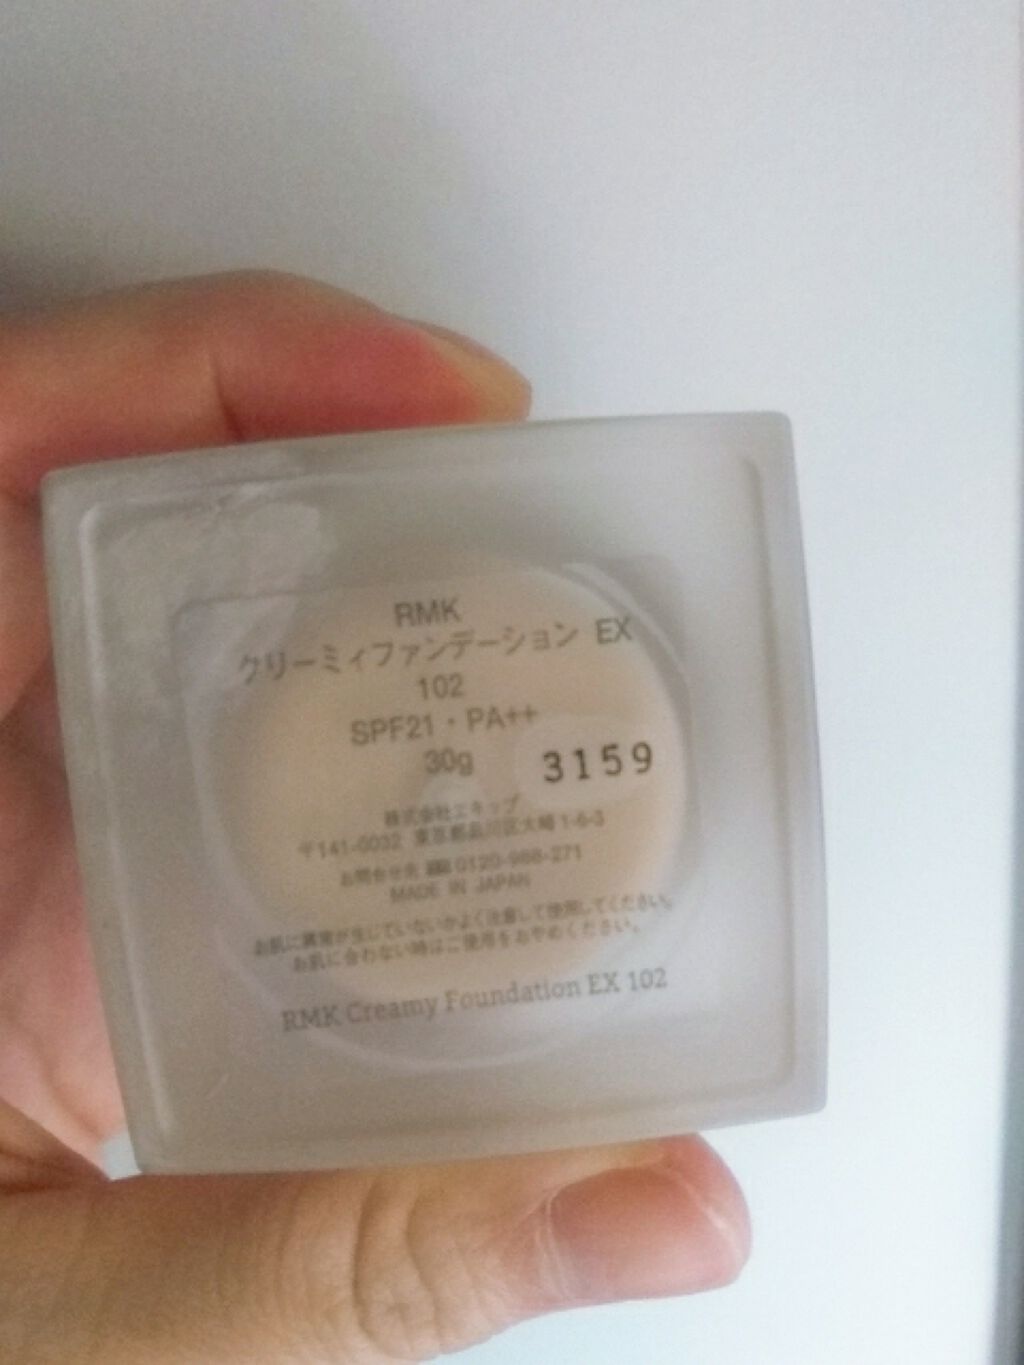 RMK
クリーミィファンデーション EX
102
SPF21・PA++
30g
3159
株式会社エキップ
〒141-0032 東京都品川区大崎1-6-3
お問合せ先 0120-988-271
MADE IN JAPAN
お肌に異常が生じていないかよく注意して使用してください。
お肌に合わない時はご使用をおやめください。
RMK Creamy Foundation EX 102